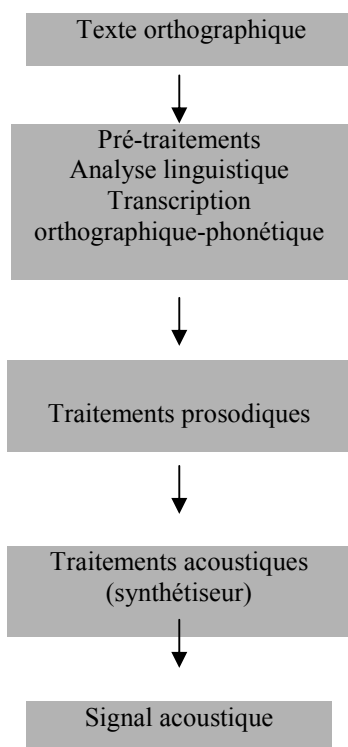 Texte orthographique
Pré-traitements
Analyse linguistique
Transcription
orthographique-phonétique
Traitements prosodiques
Traitements acoustiques
(synthétiseur)
Signal acoustique